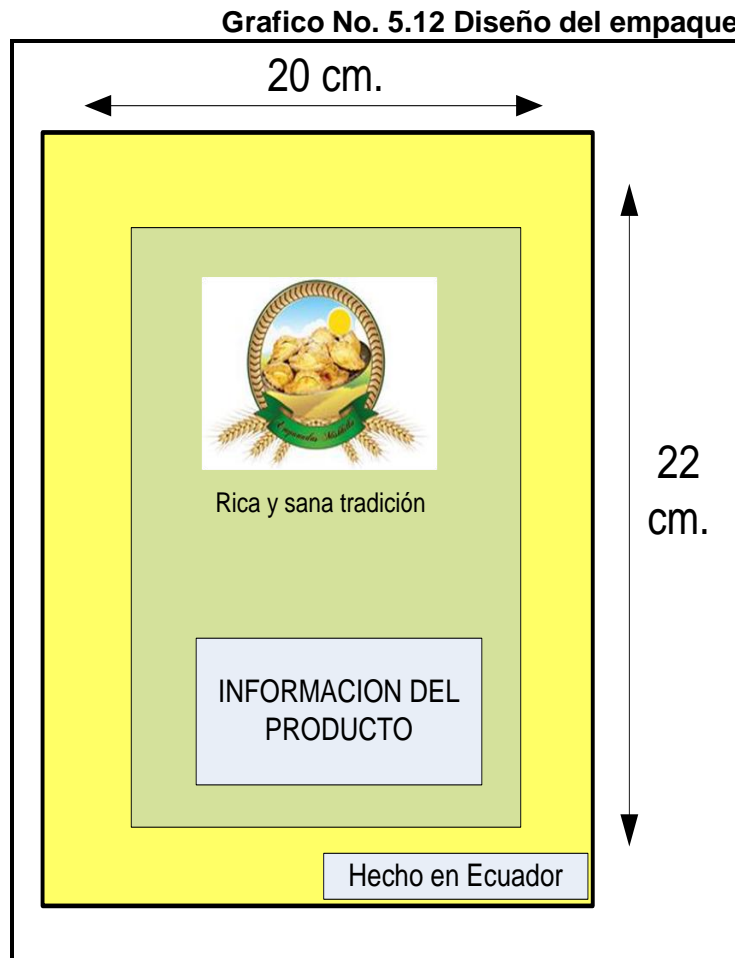 Grafico No. 5.12 Diseño del empaque
20 cm.
Rica y sana tradición
22
cm.
INFORMACION DEL
PRODUCTO
Hecho en Ecuador